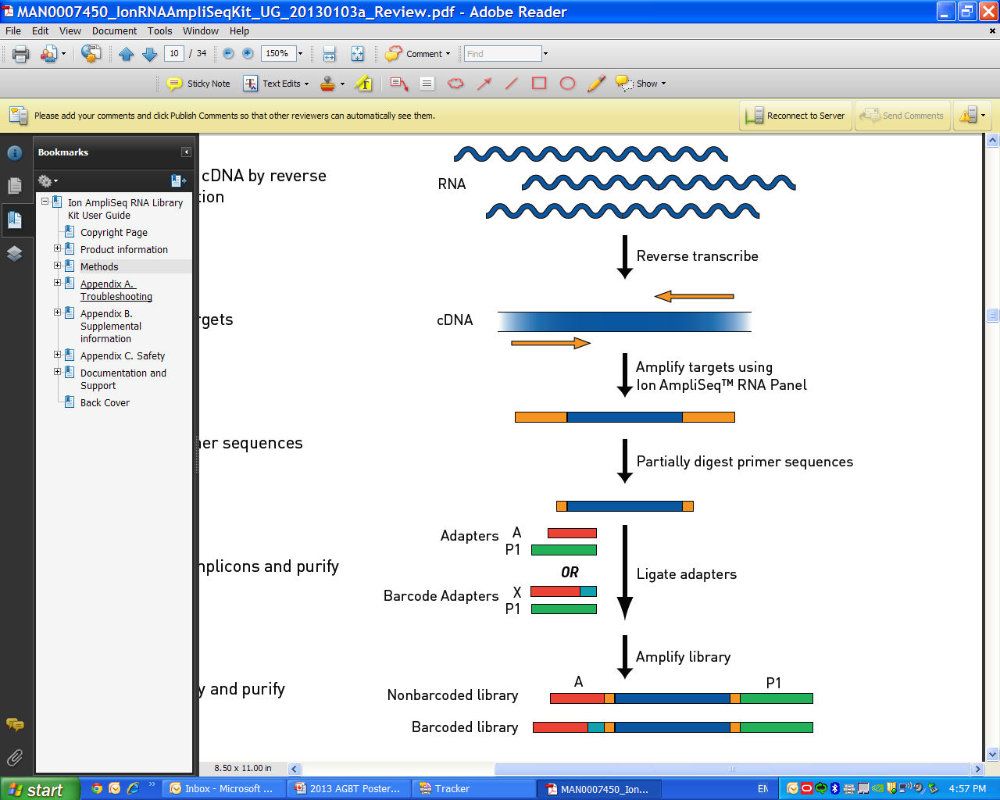 MAN0007450_IonRNAAmpliSeqKit_UG_20130103a_Review.pdf - Adobe Reader
File Edit View Document Tools Window Help
10 / 34 150% Comment Find
Sticky Note Text Edits Show
Please add your comments and click Publish Comments so that other reviewers can automatically see them.
Reconnect to Server Send Comments
Bookmarks
Ion AmpliSeq RNA Library
Kit User Guide
Copyright Page
Product information
Methods
Appendix A.
Troubleshooting
Appendix B.
Supplemental
information
Appendix C. Safety
Documentation and
Support
Back Cover
cDNA by reverse
tion
rgets
er sequences
mplicons and purify
y and purify
RNA
Reverse transcribe
cDNA
Amplify targets using
Ion AmpliSeq™ RNA Panel
Partially digest primer sequences
Adapters A
P1
OR
Barcode Adapters X
P1
Ligate adapters
Amplify library
A P1
Nonbarcoded library
Barcoded library
8.50 x 11.00 in
start Inbox - Microsoft ... 2013 AGBT Poster... Tracker MAN0007450_Ion... EN 4:57 PM